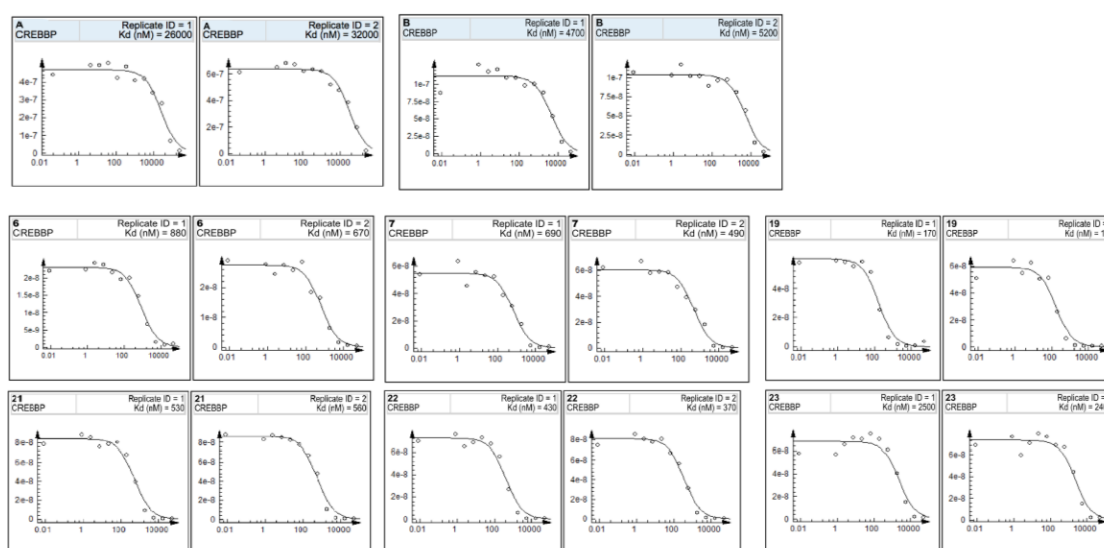 A Replicate ID = 1
CREBBP Kd (nM) = 26000
4e-7
3e-7
2e-7
1e-7
0
0.01 1 100 10000
A Replicate ID = 2
CREBBP Kd (nM) = 32000
6e-7
4e-7
2e-7
0
0.01 1 100 10000
B Replicate ID = 1
CREBBP Kd (nM) = 4700
1e-7
7.5e-8
5e-8
2.5e-8
0
0.01 1 100 10000
B Replicate ID = 2
CREBBP Kd (nM) = 5200
1e-7
7.5e-8
5e-8
2.5e-8
0
0.01 1 100 10000
6 Replicate ID = 1
CREBBP Kd (nM) = 880
2e-8
1.5e-8
1e-8
5e-9
0
0.01 1 100 10000
6 Replicate ID = 2
CREBBP Kd (nM) = 670
2e-8
1e-8
0
0.01 1 100 10000
7 Replicate ID = 1
CREBBP Kd (nM) = 690
6e-8
4e-8
2e-8
0
0.01 1 100 10000
7 Replicate ID = 2
CREBBP Kd (nM) = 490
6e-8
4e-8
2e-8
0
0.01 1 100 10000
19 Replicate ID = 1
CREBBP Kd (nM) = 170
4e-8
2e-8
0
0.01 1 100 10000
19 Replicate ID =
CREBBP Kd (nM) = 1
6e-8
4e-8
2e-8
0
0.01 1 100 10000
21 Replicate ID = 1
CREBBP Kd (nM) = 530
8e-8
6e-8
4e-8
2e-8
0
0.01 1 100 10000
21 Replicate ID = 2
CREBBP Kd (nM) = 560
8e-8
6e-8
4e-8
2e-8
0
0.01 1 100 10000
22 Replicate ID = 1
CREBBP Kd (nM) = 430
6e-8
4e-8
2e-8
0
0.01 1 100 10000
22 Replicate ID = 2
CREBBP Kd (nM) = 370
8e-8
6e-8
4e-8
2e-8
0
0.01 1 100 10000
23 Replicate ID = 1
CREBBP Kd (nM) = 2500
6e-8
4e-8
2e-8
0
0.01 1 100 10000
23 Replicate ID =
CREBBP Kd (nM) = 240
6e-8
4e-8
2e-8
0
0.01 1 100 10000